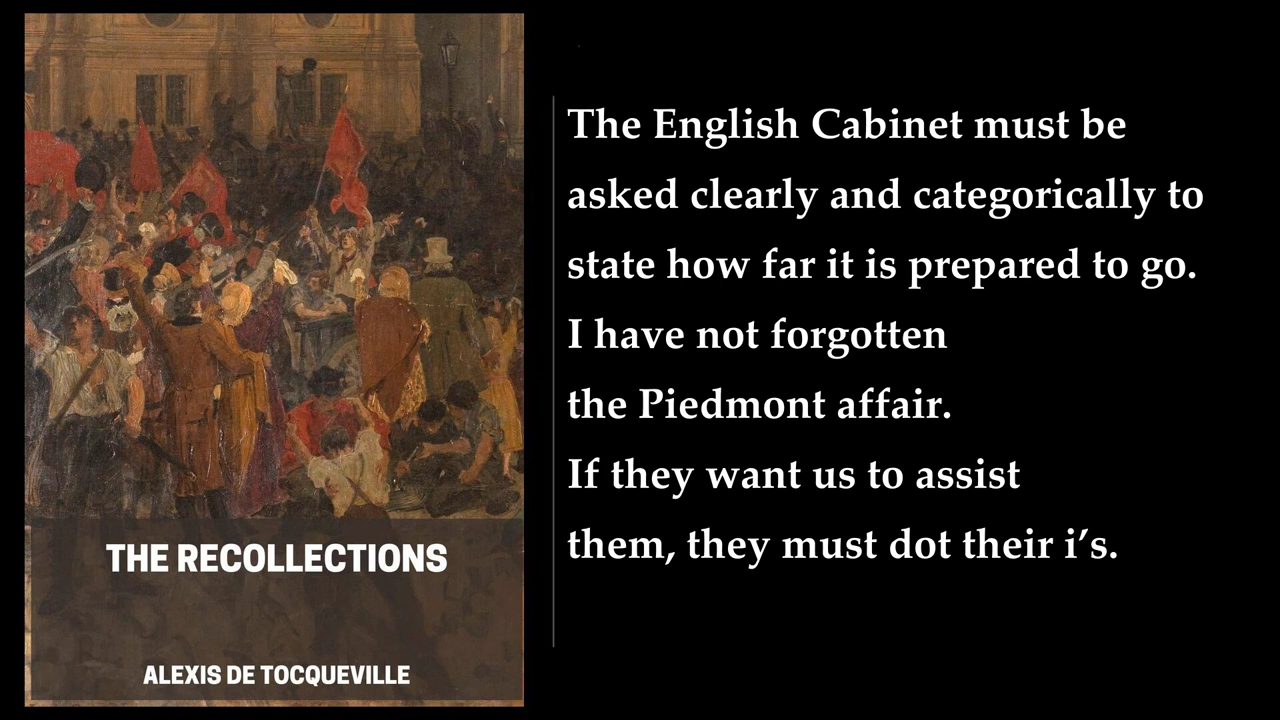 THE RECOLLECTIONS
ALEXIS DE TOCQUEVILLE
The English Cabinet must be
asked clearly and categorically to
state how far it is prepared to go.
I have not forgotten
the Piedmont affair.
If they want us to assist
them, they must dot their i’s.